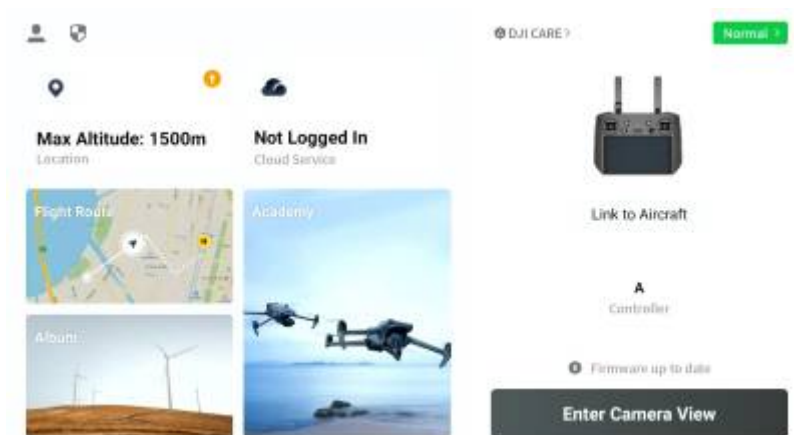 Max Altitude: 1500m
Location
Not Logged In
Cloud Service
Flight Route
Academy
Album
DJI CARE >
Normal >
Link to Aircraft
A
Controller
Firmware up to date
Enter Camera View